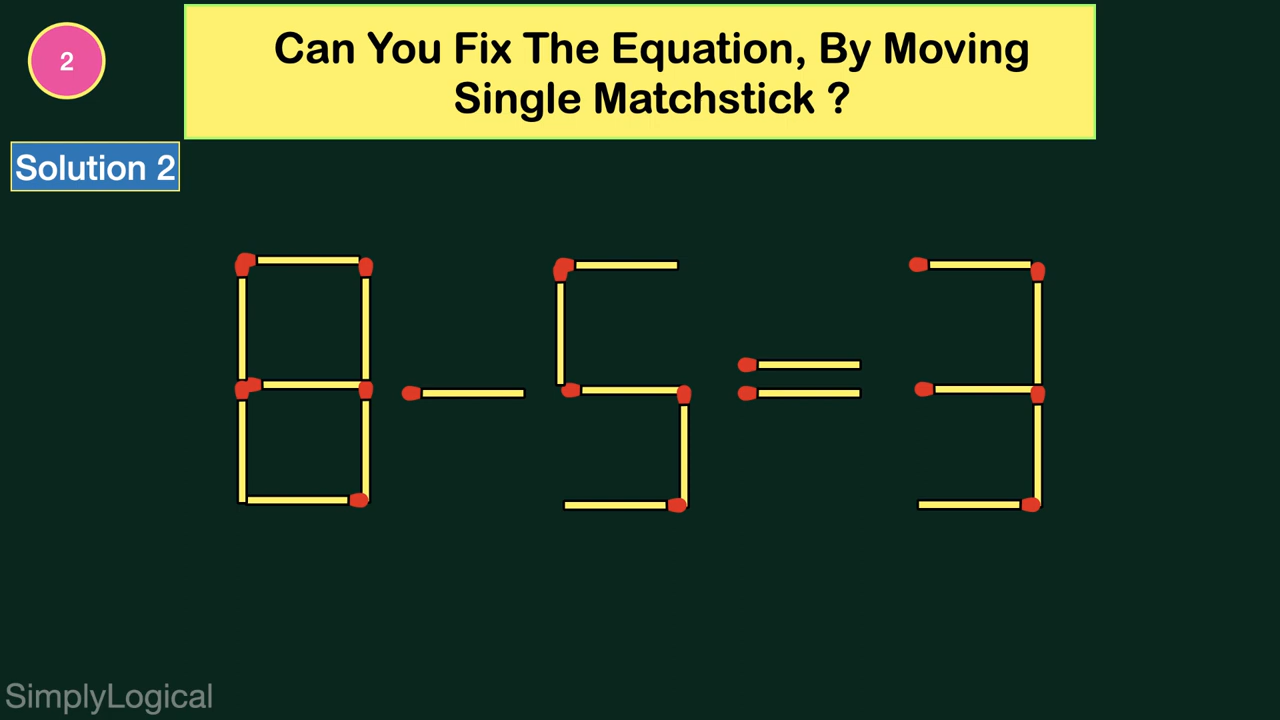 2
Can You Fix The Equation, By Moving
Single Matchstick ?
Solution 2
8 - 5 = 3
SimplyLogical